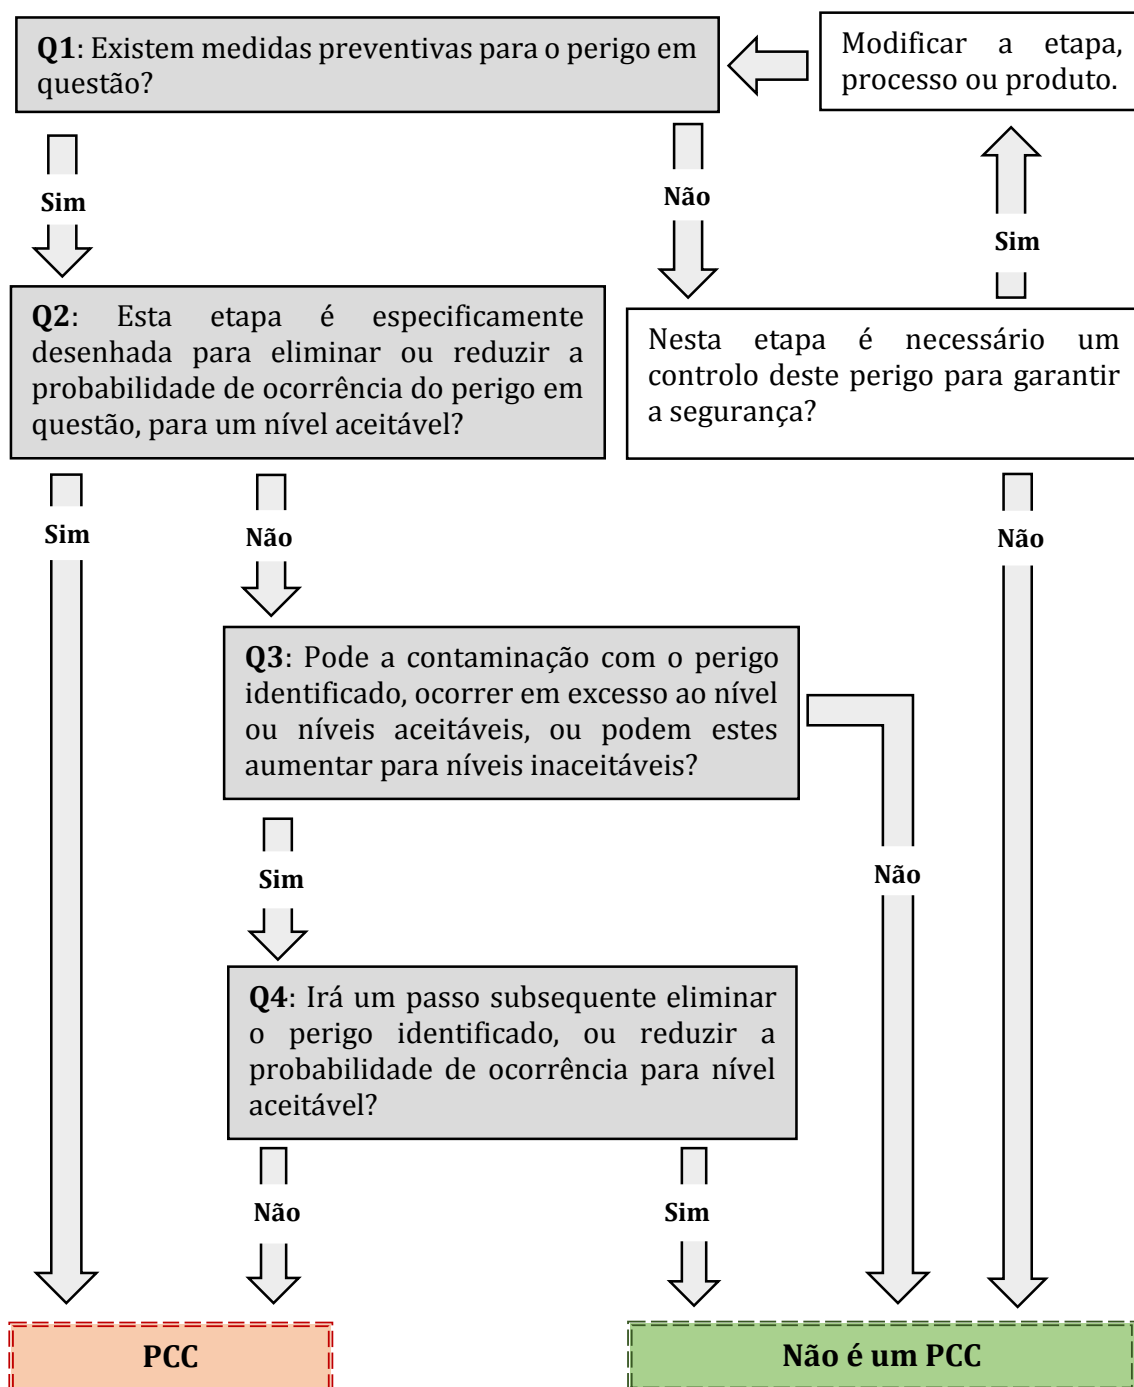 Q1: Existem medidas preventivas para o perigo em
questão?
Modificar a etapa,
processo ou produto.
Sim
Não
Sim
Q2: Esta etapa é especificamente
desenhada para eliminar ou reduzir a
probabilidade de ocorrência do perigo em
questão, para um nível aceitável?
Nesta etapa é necessário um
controlo deste perigo para garantir
a segurança?
Sim
Não
Não
Q3: Pode a contaminação com o perigo
identificado, ocorrer em excesso ao nível
ou níveis aceitáveis, ou podem estes
aumentar para níveis inaceitáveis?
Sim
Não
Q4: Irá um passo subsequente eliminar
o perigo identificado, ou reduzir a
probabilidade de ocorrência para nível
aceitável?
Não
Sim
PCC
Não é um PCC